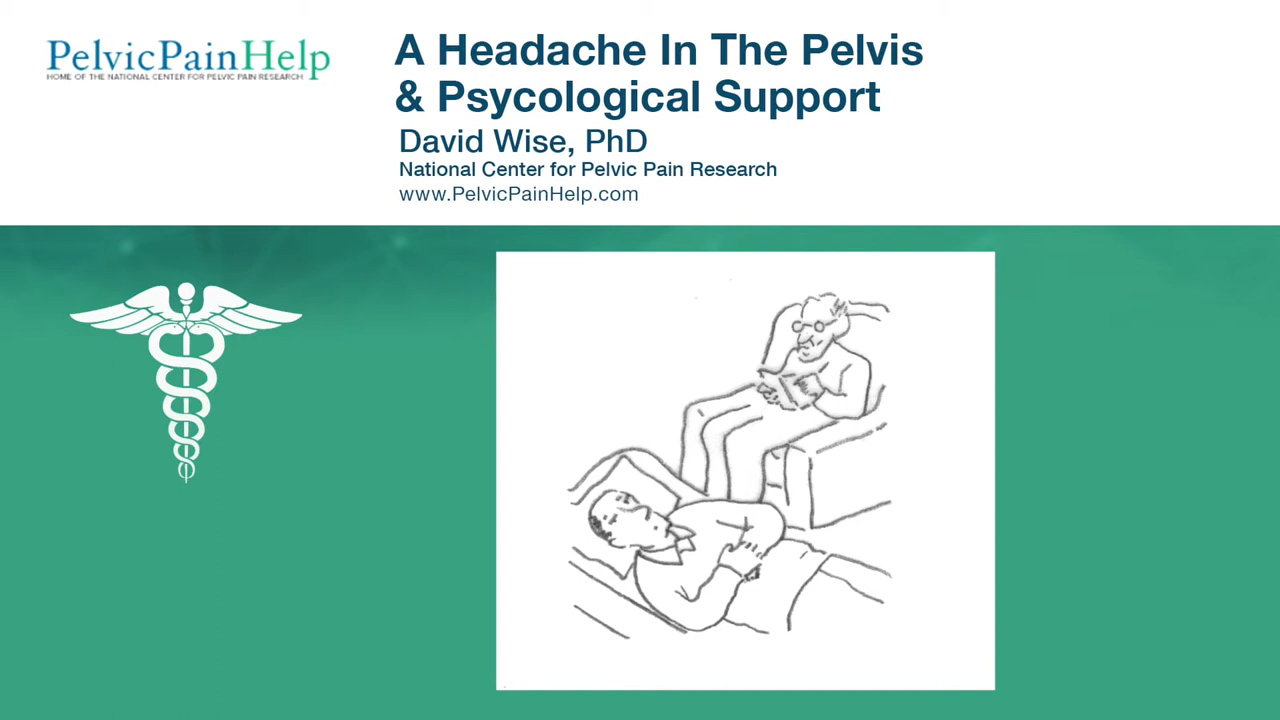 PelvicPainHelp
HOME OF THE NATIONAL CENTER FOR PELVIC PAIN RESEARCH
A Headache In The Pelvis
& Psycological Support
David Wise, PhD
National Center for Pelvic Pain Research
www.PelvicPainHelp.com